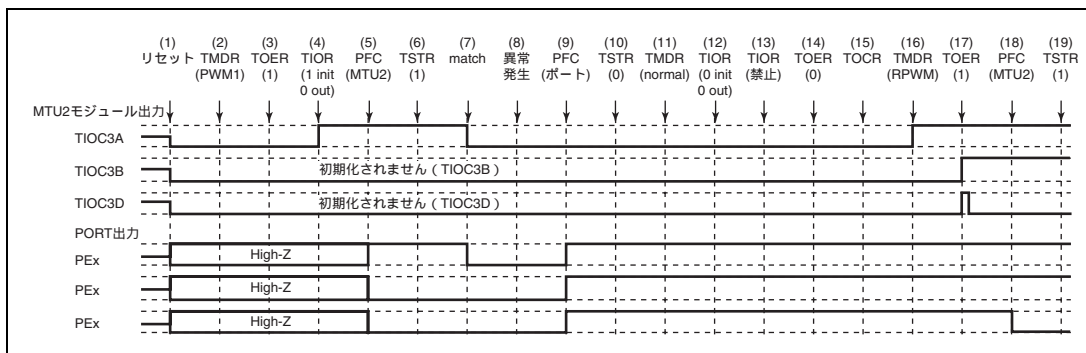 (1) (2) (3) (4) (5) (6) (7) (8) (9) (10) (11) (12) (13) (14) (15) (16) (17) (18) (19)
リセット TMDR TOER TIOR PFC TSTR match 異常 PFC TSTR TMDR TIOR TIOR TOER TOCR TMDR TOER PFC TSTR
(PWM1) (1) (1 init (MTU2) (1) 発生 (ポート) (0) (normal) (0 init (禁止) (0) (RPWM) (1) (MTU2) (1)
0 out) 0 out)
MTU2モジュール出力
TIOC3A
TIOC3B 初期化されません(TIOC3B)
TIOC3D 初期化されません(TIOC3D)
PORT出力
PEx High-Z
PEx High-Z
PEx High-Z